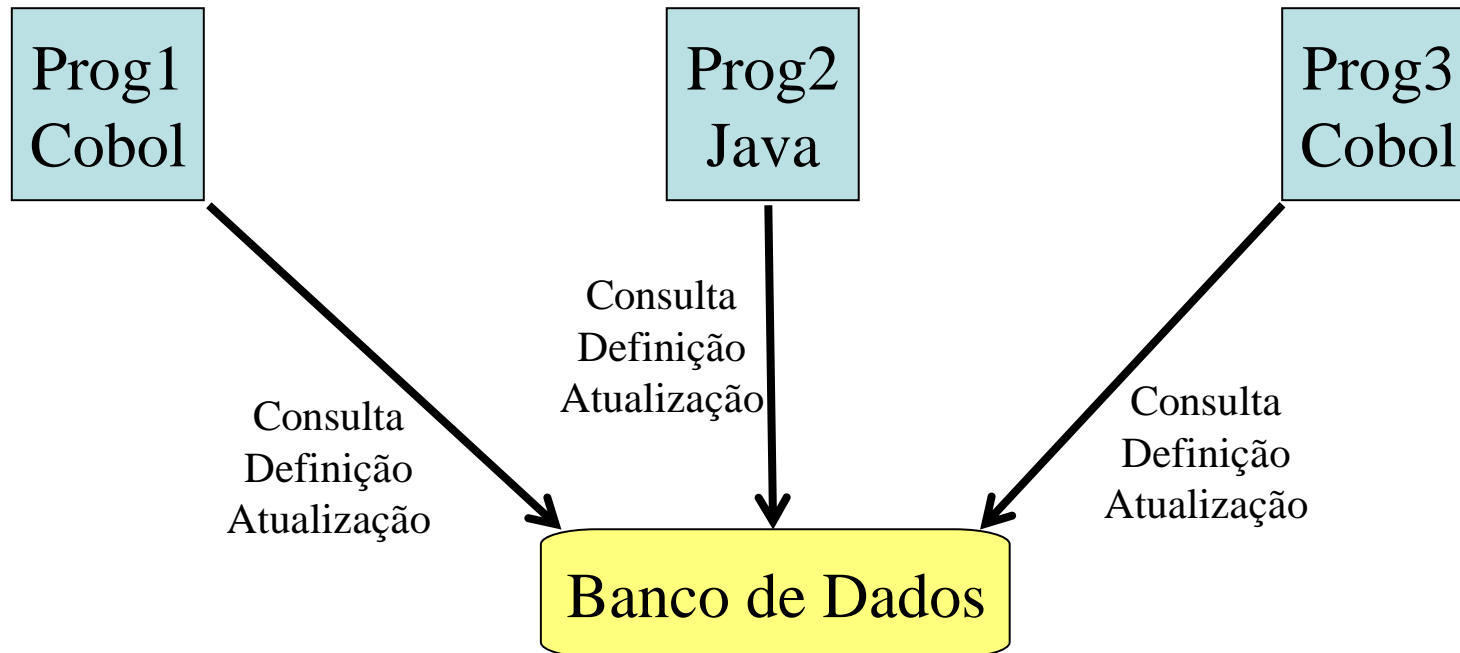 Prog1
Cobol
Prog2
Java
Prog3
Cobol
Consulta
Definição
Atualização
Consulta
Definição
Atualização
Consulta
Definição
Atualização
Banco de Dados